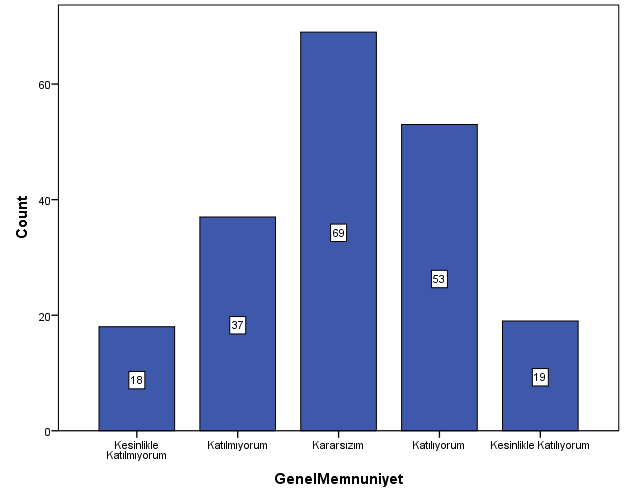 Count
60
40
20
0
18
37
69
53
19
Kesinlikle
Katılmıyorum
Katılmıyorum
Kararsızım
Katılıyorum
Kesinlikle Katılıyorum
GenelMemnuniyet